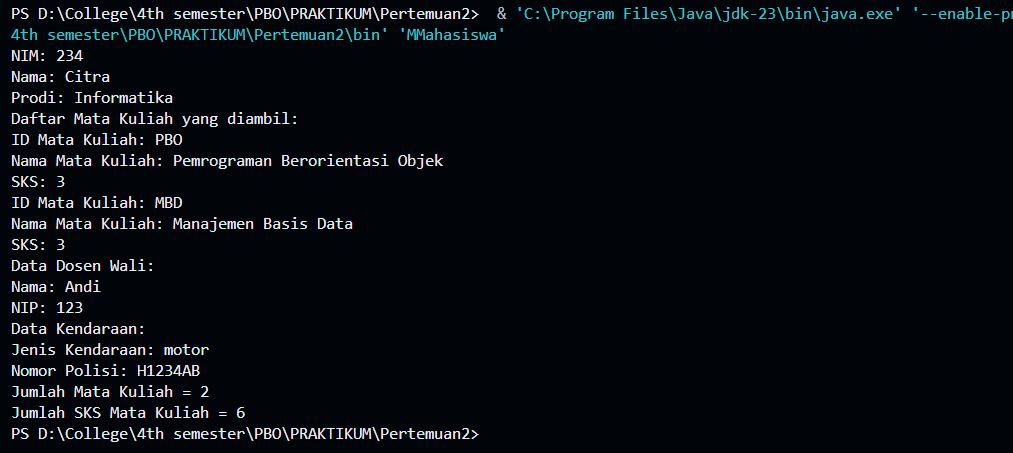 PS D:\College\4th semester\PBO\PRAKTIKUM\Pertemuan2>  & 'C:\Program Files\Java\jdk-23\bin\java.exe' '--enable-pr
4th semester\PBO\PRAKTIKUM\Pertemuan2\bin' 'MMahasiswa'
NIM: 234
Nama: Citra
Prodi: Informatika
Daftar Mata Kuliah yang diambil:
ID Mata Kuliah: PBO
Nama Mata Kuliah: Pemrograman Berorientasi Objek
SKS: 3
ID Mata Kuliah: MBD
Nama Mata Kuliah: Manajemen Basis Data
SKS: 3
Data Dosen Wali:
Nama: Andi
NIP: 123
Data Kendaraan:
Jenis Kendaraan: motor
Nomor Polisi: H1234AB
Jumlah Mata Kuliah = 2
Jumlah SKS Mata Kuliah = 6
PS D:\College\4th semester\PBO\PRAKTIKUM\Pertemuan2>